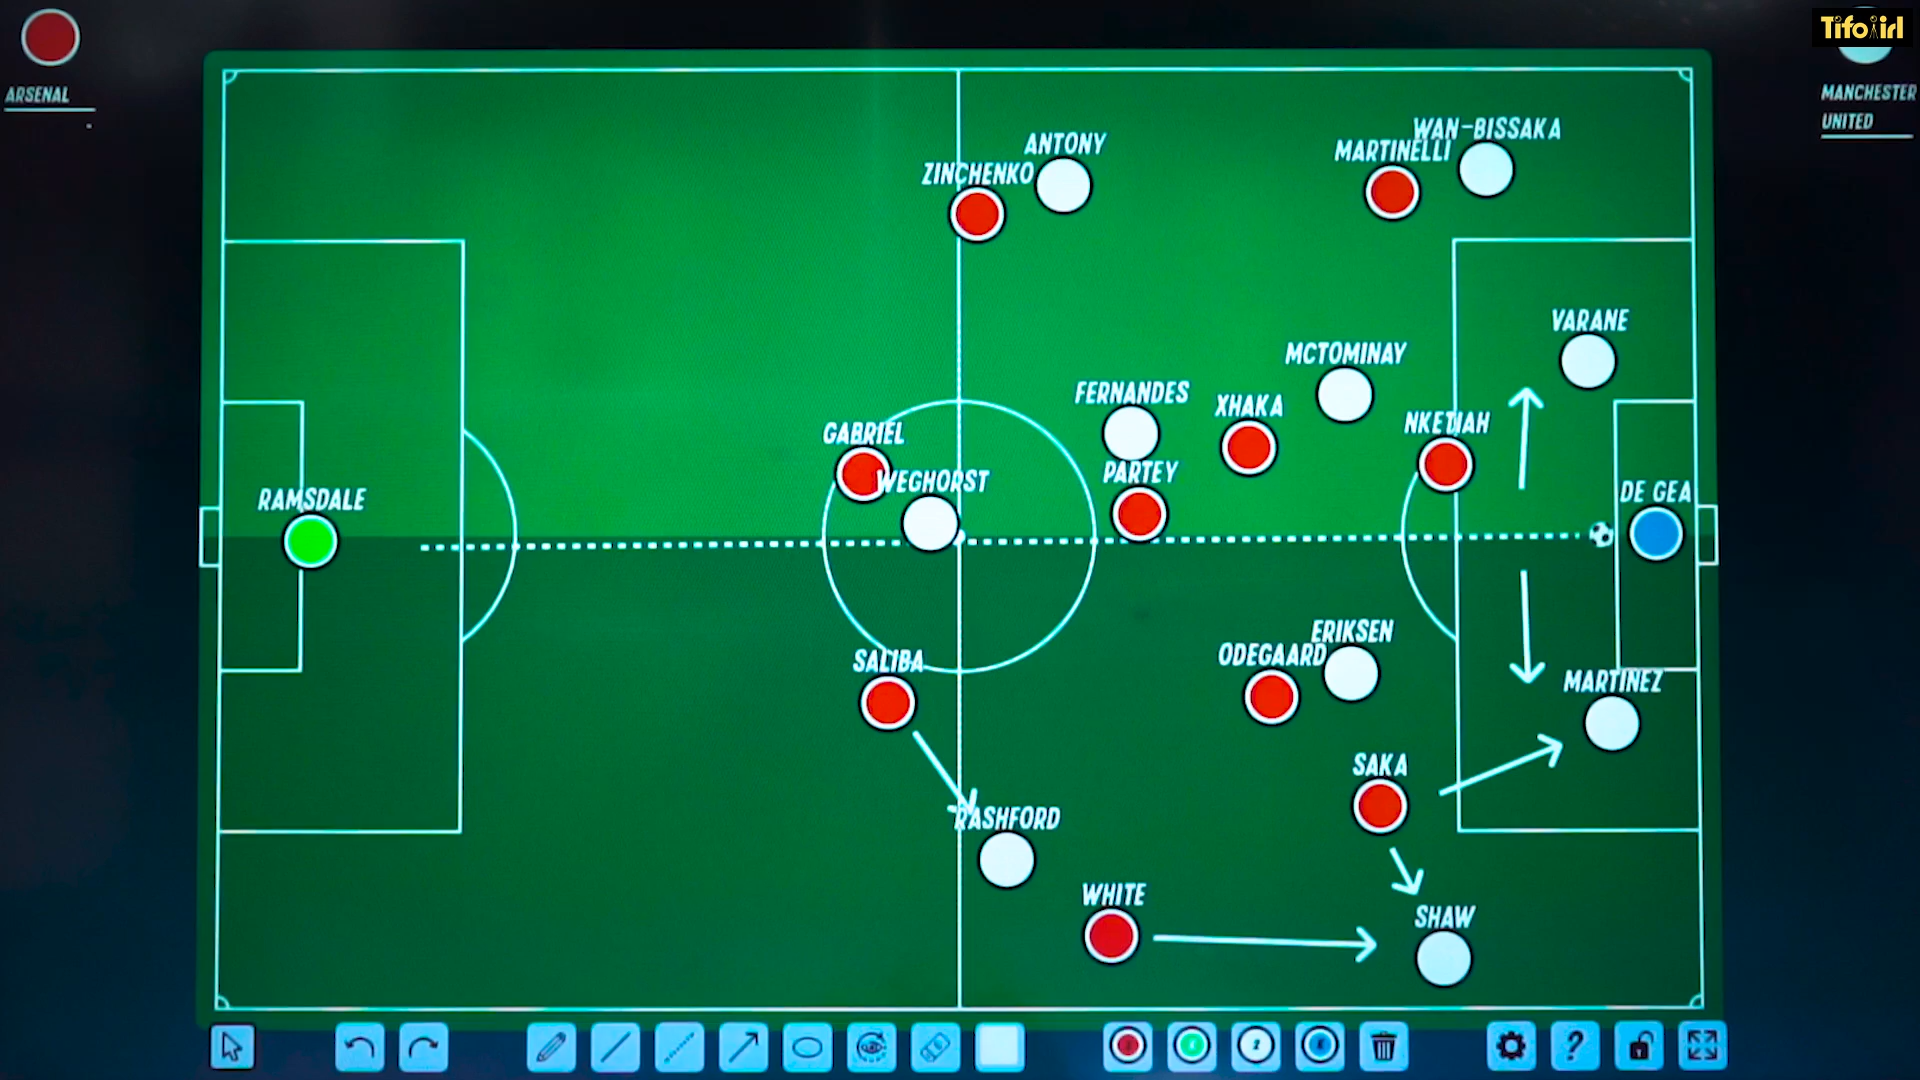 Tifo irl
ARSENAL
MANCHESTER
UNITED
WAN-BISSAKA
ANTONY
MARTINELLI
ZINCHENKO
VARANE
MCTOMINAY
FERNANDES
XHAKA
NKETIAH
GABRIEL
PARTEY
WEGHORST
DE GEA
RAMSDALE
ERIKSEN
ODEGAARD
SALIBA
MARTINEZ
SAKA
RASHFORD
WHITE
SHAW
?